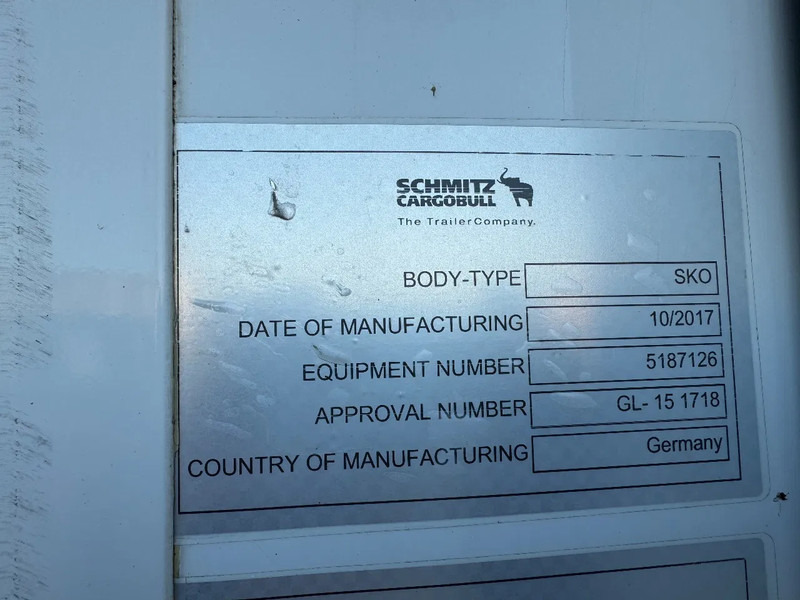 SCHMITZ
CARGOBULL
The TrailerCompany.
BODY-TYPE SKO
DATE OF MANUFACTURING 10/2017
EQUIPMENT NUMBER 5187126
APPROVAL NUMBER GL- 15 1718
COUNTRY OF MANUFACTURING Germany